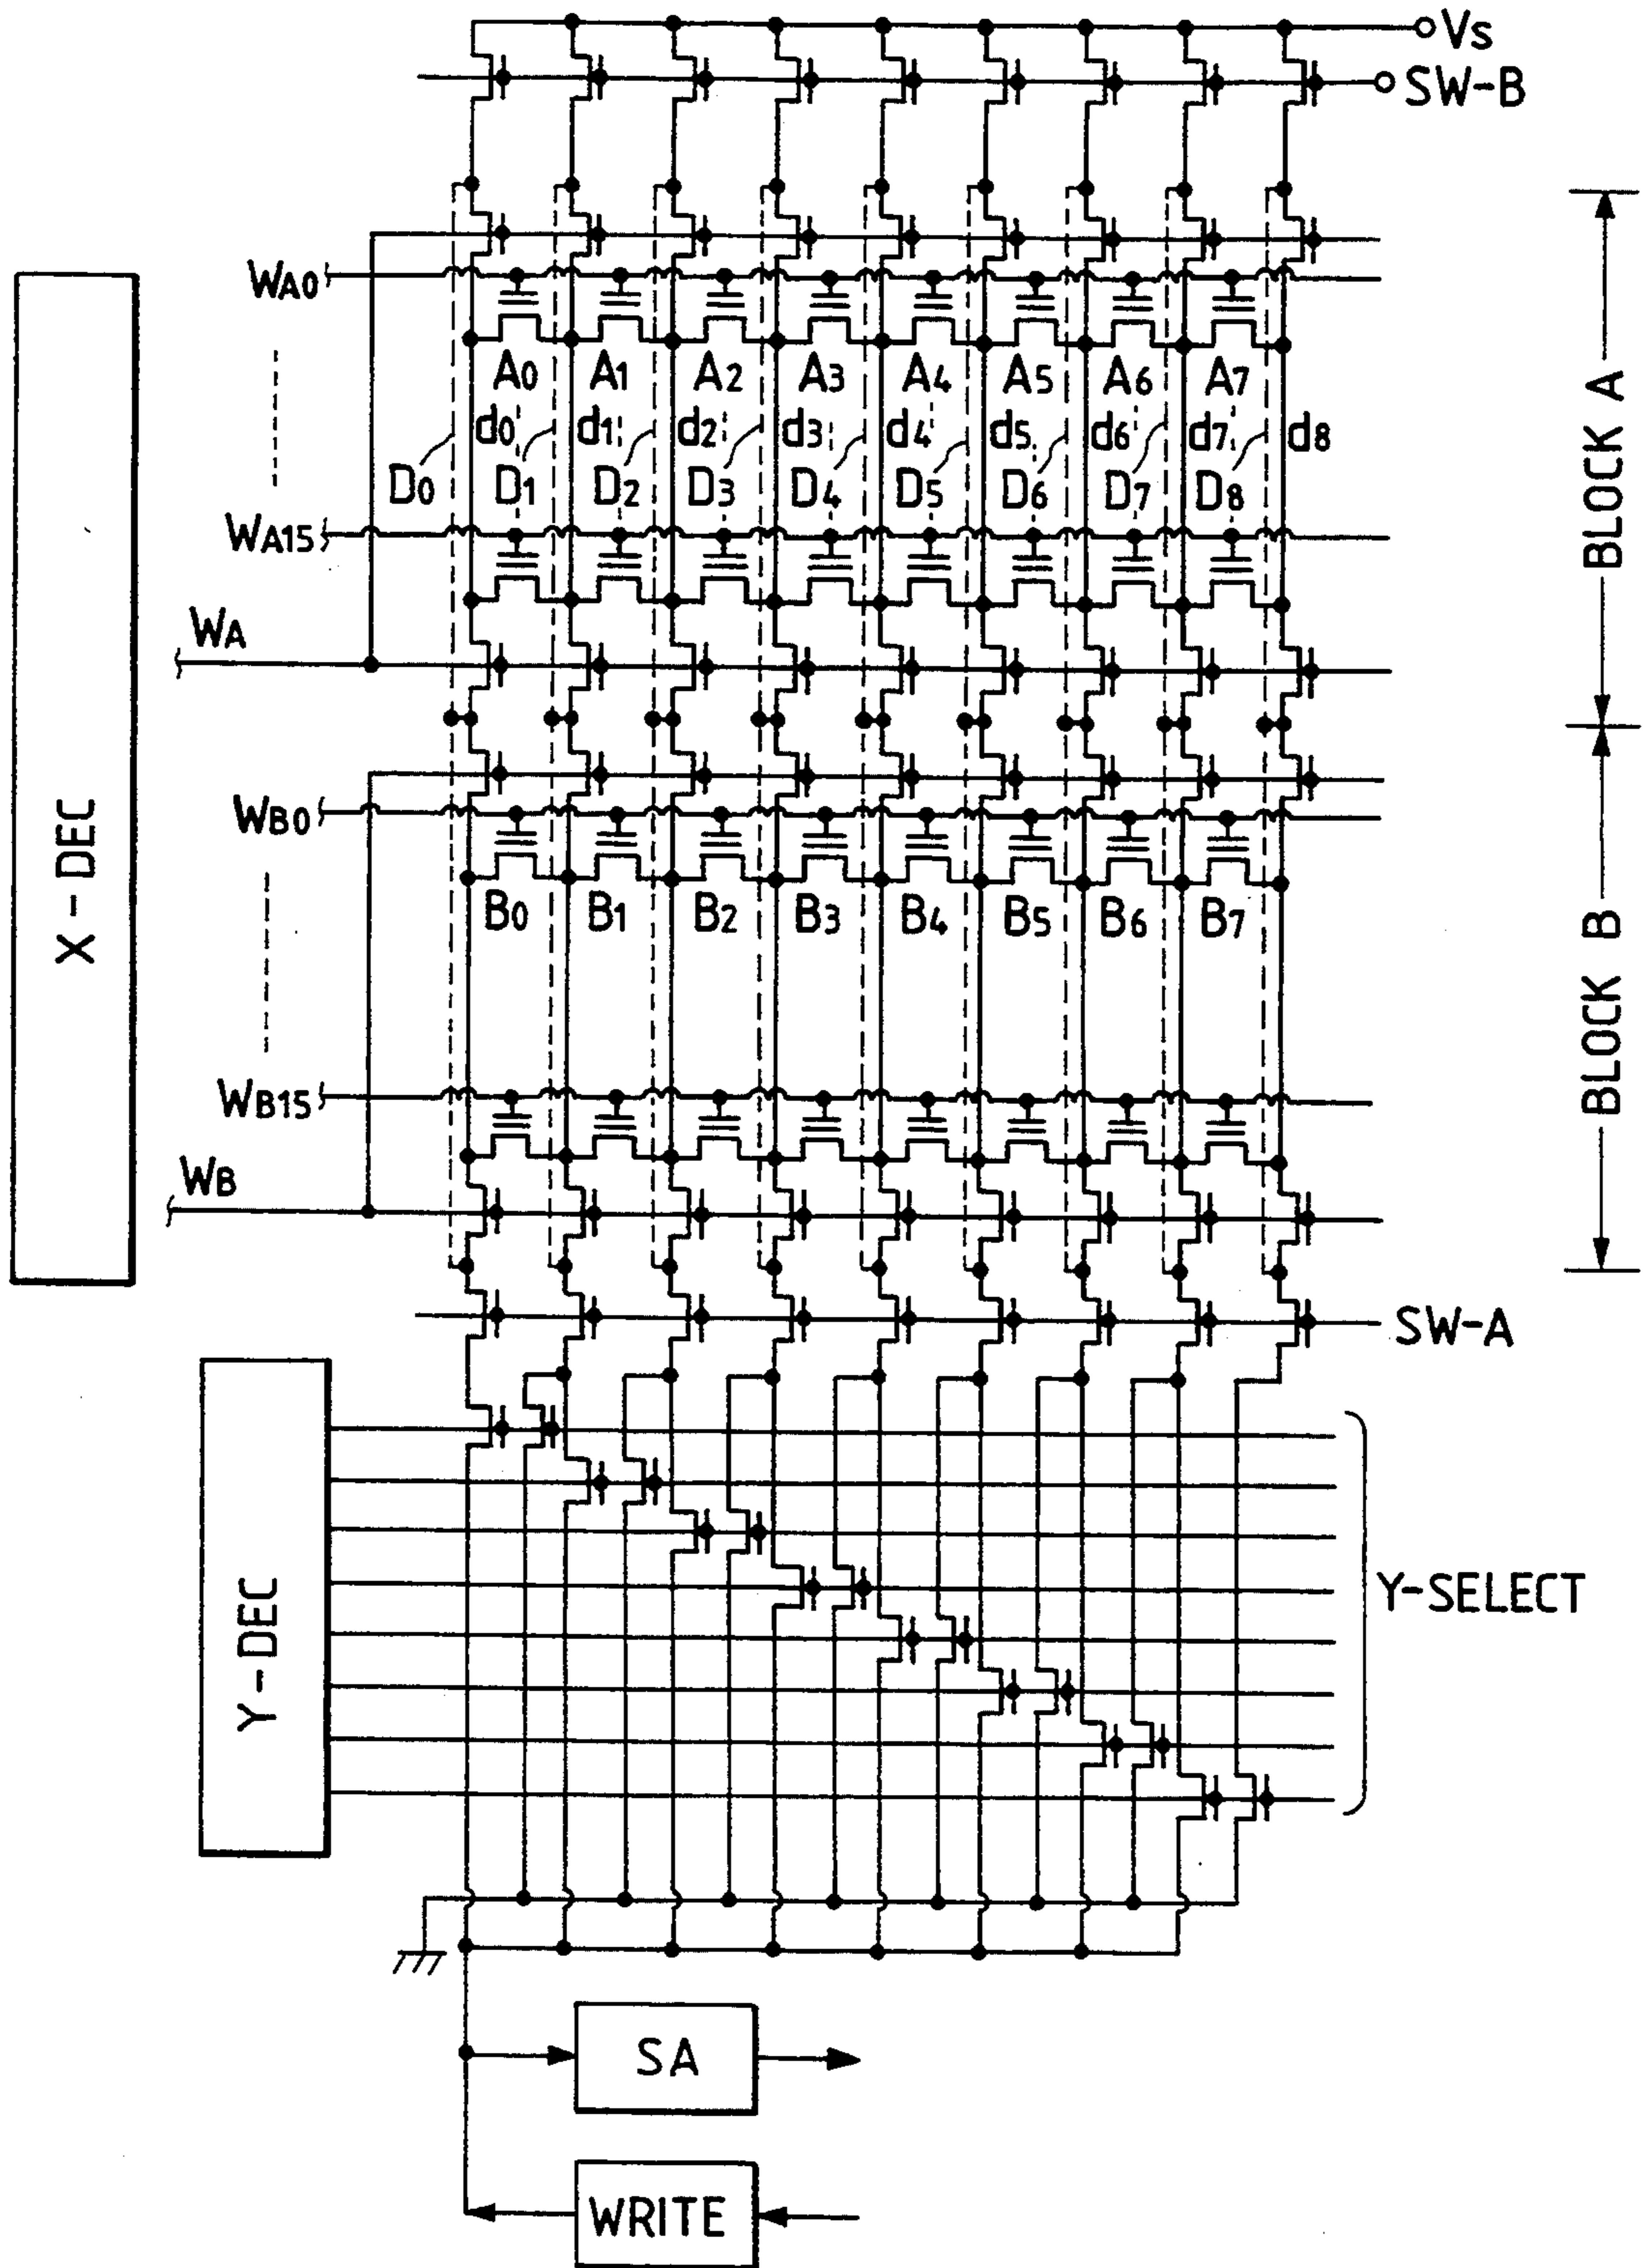 Vs
SW-B
WA0
A0 A1 A2 A3 A4 A5 A6 A7
d0 d1 d2 d3 d4 d5 d6 d7 d8
D0 D1 D2 D3 D4 D5 D6 D7 D8
BLOCK A
WA15
WA
X-DEC
WB0
B0 B1 B2 B3 B4 B5 B6 B7
BLOCK B
WB15
WB
SW-A
Y-DEC
Y-SELECT
SA
WRITE